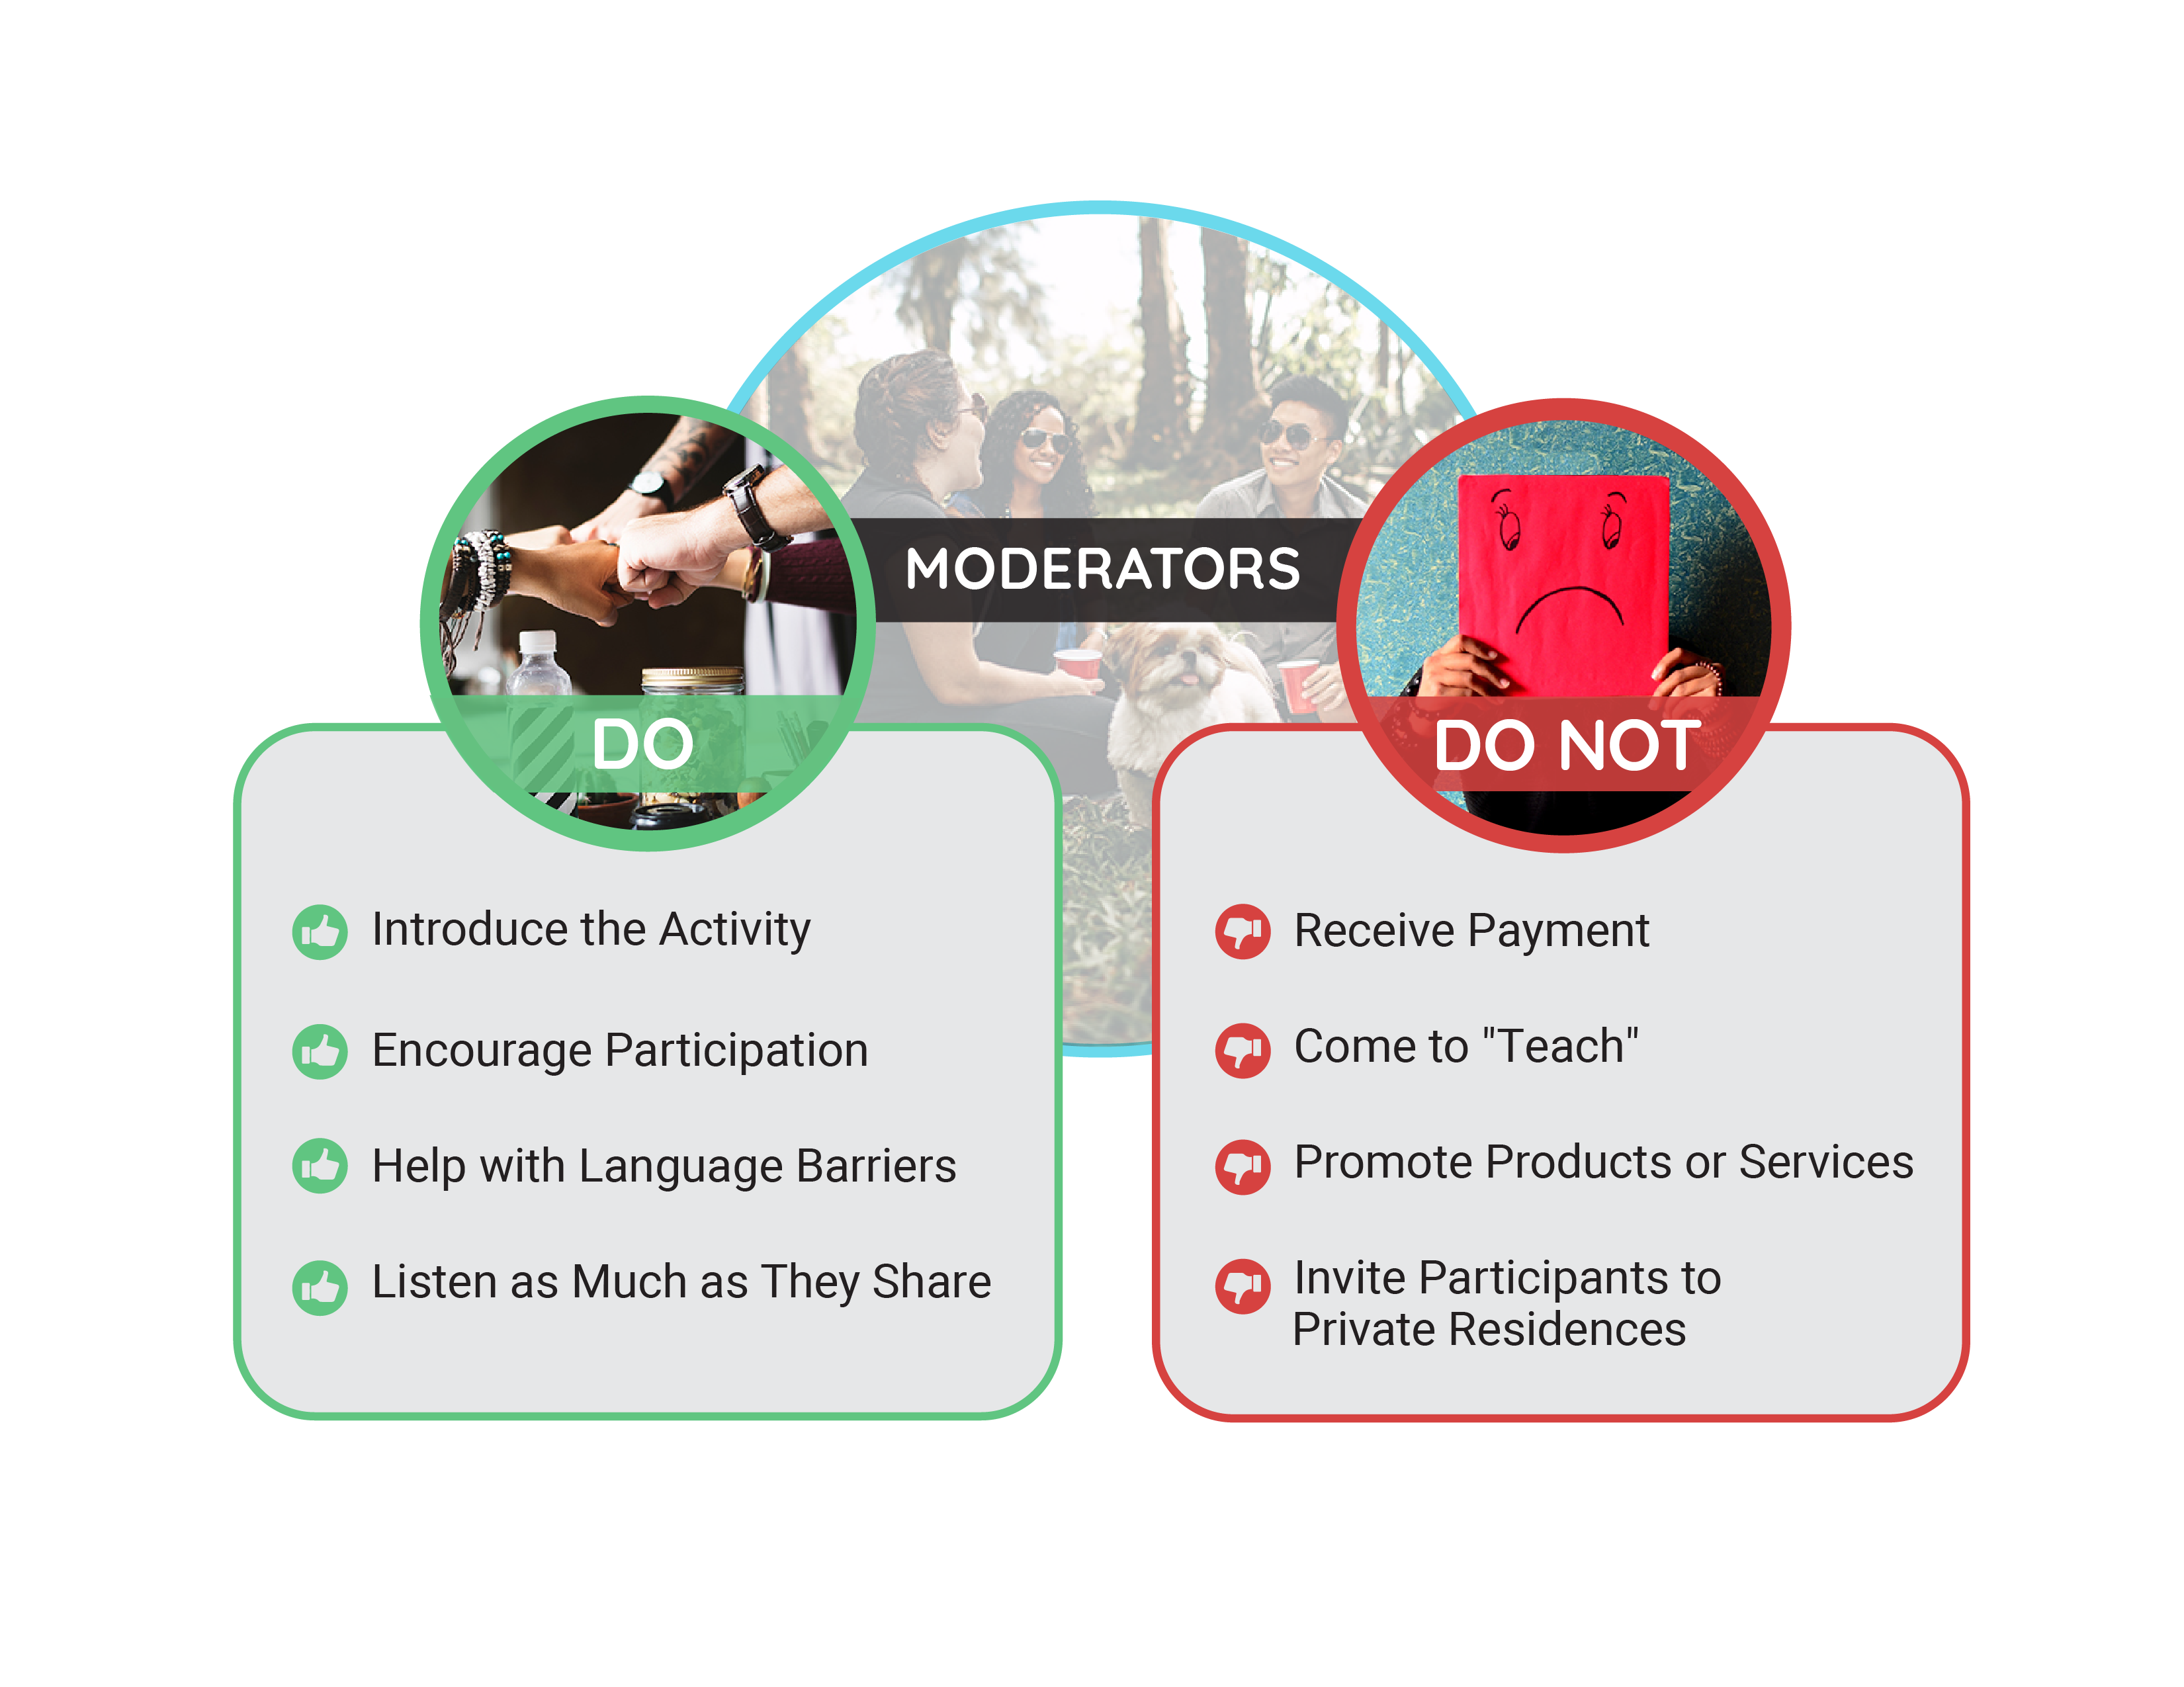 MODERATORS
DO
Introduce the Activity
Encourage Participation
Help with Language Barriers
Listen as Much as They Share
DO NOT
Receive Payment
Come to "Teach"
Promote Products or Services
Invite Participants to
Private Residences